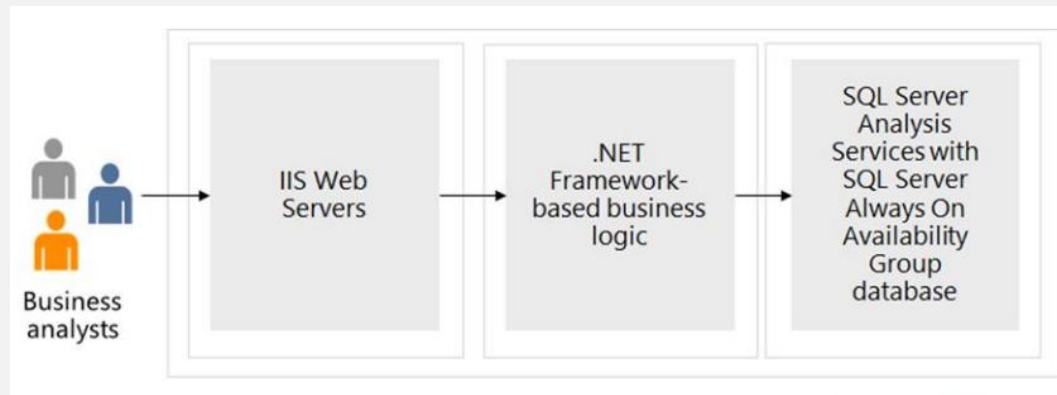 Business
analysts
IIS Web
Servers
.NET
Framework-
based business
logic
SQL Server
Analysis
Services with
SQL Server
Always On
Availability
Group
database